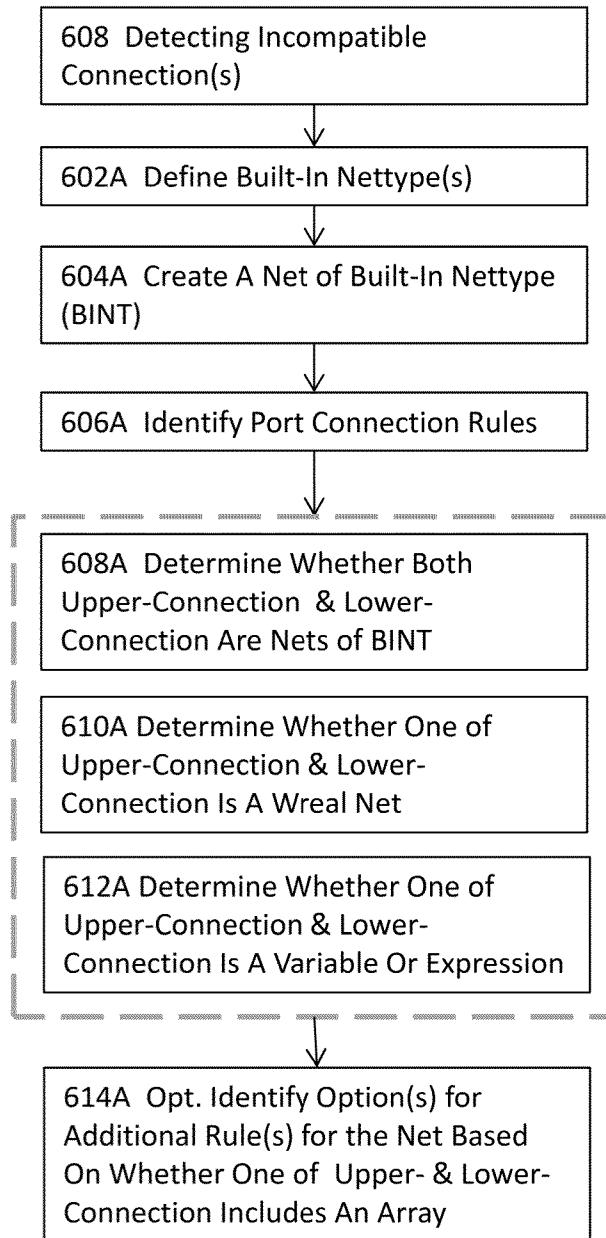 608 Detecting Incompatible
Connection(s)
602A Define Built-In Nettype(s)
604A Create A Net of Built-In Nettype
(BINT)
606A Identify Port Connection Rules
608A Determine Whether Both
Upper-Connection & Lower-
Connection Are Nets of BINT
610A Determine Whether One of
Upper-Connection & Lower-
Connection Is A Wreal Net
612A Determine Whether One of
Upper-Connection & Lower-
Connection Is A Variable Or Expression
614A Opt. Identify Option(s) for
Additional Rule(s) for the Net Based
On Whether One of Upper- & Lower-
Connection Includes An Array